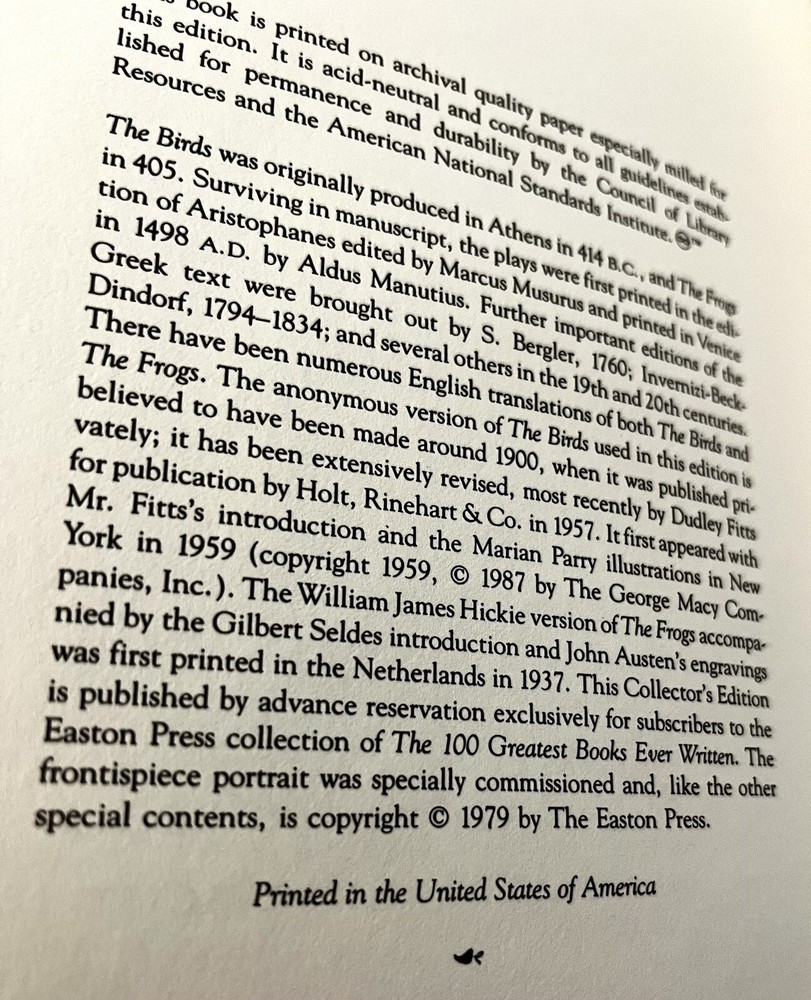 book is printed on archival quality paper especially milled for
this edition. It is acid-neutral and conforms to all guidelines estab-
lished for permanence and durability by the Council of Library
Resources and the American National Standards Institute. ∞™
The Birds was originally produced in Athens in 414 B.C., and The Frogs
in 405. Surviving in manuscript, the plays were first printed in the edi-
tion of Aristophanes edited by Marcus Musurus and printed in Venice
in 1498 A.D. by Aldus Manutius. Further important editions of the
Greek text were brought out by S. Bergler, 1760; Invernizi-Beck-
Dindorf, 1794–1834; and several others in the 19th and 20th centuries.
There have been numerous English translations of both The Birds and
The Frogs. The anonymous version of The Birds used in this edition is
believed to have been made around 1900, when it was published pri-
vately; it has been extensively revised, most recently by Dudley Fitts
for publication by Holt, Rinehart & Co. in 1957. It first appeared with
Mr. Fitts's introduction and the Marian Parry illustrations in New
York in 1959 (copyright 1959, © 1987 by The George Macy Com-
panies, Inc.). The William James Hickie version of The Frogs accompa-
nied by the Gilbert Seldes introduction and John Austen's engravings
was first printed in the Netherlands in 1937. This Collector's Edition
is published by advance reservation exclusively for subscribers to the
Easton Press collection of The 100 Greatest Books Ever Written. The
frontispiece portrait was specially commissioned and, like the other
special contents, is copyright © 1979 by The Easton Press.
Printed in the United States of America